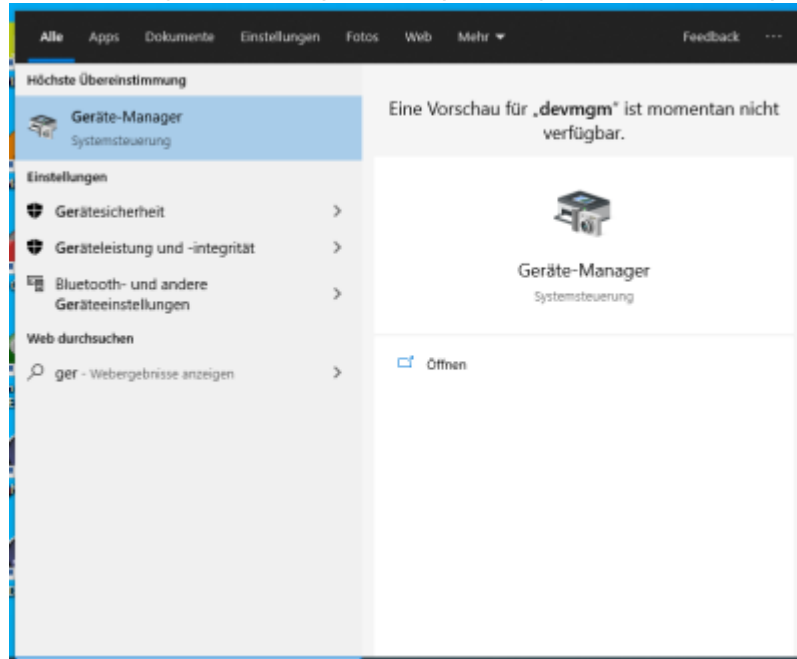 Alle Apps Dokumente Einstellungen Fotos Web Mehr Feedback ...
Höchste Übereinstimmung
Geräte-Manager
Systemsteuerung
Einstellungen
Gerätesicherheit
Geräteleistung und -integrität
Bluetooth- und andere
Geräteeinstellungen
Web durchsuchen
ger - Webergebnisse anzeigen
Eine Vorschau für „devmgm" ist momentan nicht
verfügbar.
Geräte-Manager
Systemsteuerung
Öffnen